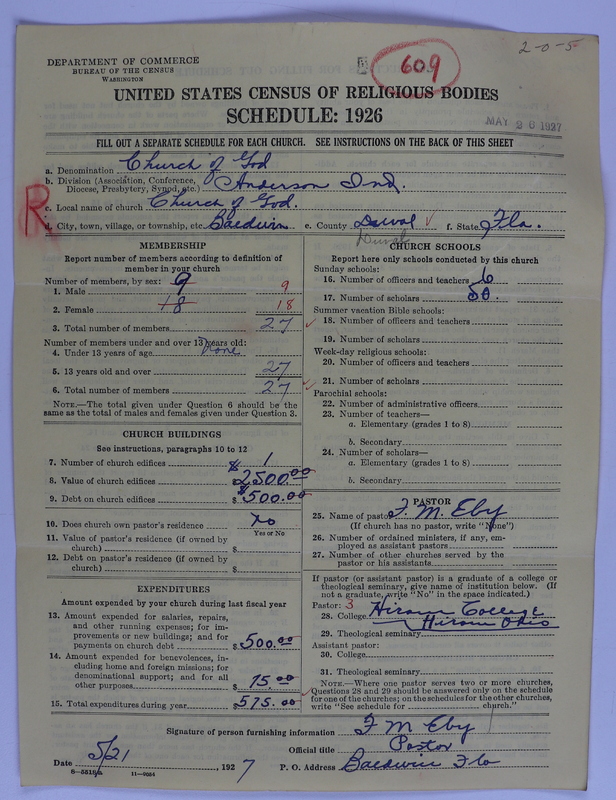 2-0-5
DEPARTMENT OF COMMERCE
BUREAU OF THE CENSUS
WASHINGTON
609
UNITED STATES CENSUS OF RELIGIOUS BODIES
SCHEDULE: 1926
MAY 26 1927
FILL OUT A SEPARATE SCHEDULE FOR EACH CHURCH. SEE INSTRUCTIONS ON THE BACK OF THIS SHEET
a. Denomination Church of God
b. Division (Association, Conference, Diocese, Presbytery, Synod, etc.) Anderson Ind.
R
c. Local name of church Church of God.
d. City, town, village, or township, etc. Baldwin e. County Duval f. State Fla.
Duval
MEMBERSHIP
Report number of members according to definition of
member in your church
Number of members, by sex: 9
1. Male 9
2. Female 18 18
3. Total number of members 27
Number of members under and over 13 years old:
4. Under 13 years of age None
5. 13 years old and over 27
6. Total number of members 27
NOTE.—The total given under Question 6 should be the
same as the total of males and females given under Question 3.
CHURCH BUILDINGS
See instructions, paragraphs 10 to 12
7. Number of church edifices 1
8. Value of church edifices $2500.00
9. Debt on church edifices $500.00
10. Does church own pastor's residence No
Yes or No
11. Value of pastor's residence (if owned by
church) $
12. Debt on pastor's residence (if owned by
church) $
EXPENDITURES
Amount expended by your church during last fiscal year
13. Amount expended for salaries, repairs,
and other running expenses; for im-
provements or new buildings; and for
payments on church debt $500.00
14. Amount expended for benevolences, in-
cluding home and foreign missions; for
denominational support; and for all
other purposes $75.00
15. Total expenditures during year $575.00
CHURCH SCHOOLS
Report here only schools conducted by this church
Sunday schools:
16. Number of officers and teachers 6
17. Number of scholars 50.
Summer vacation Bible schools:
18. Number of officers and teachers
19. Number of scholars
Week-day religious schools:
20. Number of officers and teachers
21. Number of scholars
Parochial schools:
22. Number of administrative officers
23. Number of teachers—
a. Elementary (grades 1 to 8)
b. Secondary
24. Number of scholars—
a. Elementary (grades 1 to 8)
b. Secondary
PASTOR
25. Name of pastor F. M. Eby
(If church has no pastor, write "None")
26. Number of ordained ministers, if any, em-
ployed as assistant pastors
27. Number of other churches served by the
pastor or his assistants
If pastor (or assistant pastor) is a graduate of a college or
theological seminary, give name of institution below. (If
not a graduate, write "No" in the space indicated.)
Pastor: 3
28. College Hiram College
Hiram Ohio
29. Theological seminary
Assistant pastor:
30. College
31. Theological seminary
NOTE.—Where one pastor serves two or more churches,
Questions 28 and 29 should be answered only on the schedule
for one of the churches; on the schedules for the other churches,
write "See schedule for church."
Signature of person furnishing information F M Eby
Official title Pastor
Date 5/21, 1927 P. O. Address Baldwin Fla
11—9054